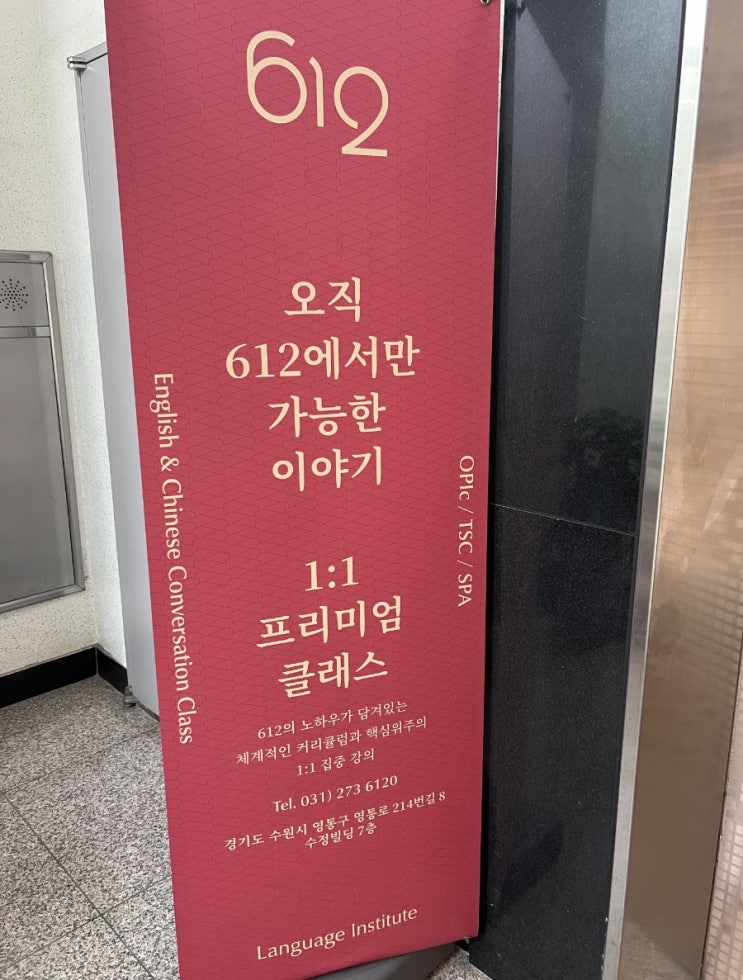 612
오직
612에서만
가능한
이야기
English & Chinese Conversation Class
OPIc / TSC / SPA
1:1
프리미엄
클래스
612의 노하우가 담겨있는
체계적인 커리큘럼과 핵심위주의
1:1 집중 강의
Tel. 031) 273 6120
경기도 수원시 영통구 영통로 214번길 8
수정빌딩 7층
Language Institute